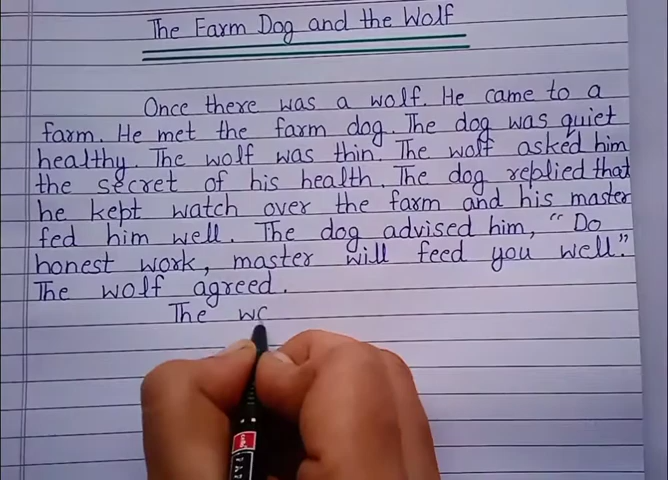 The Farm Dog and the Wolf
Once there was a wolf. He came to a
farm. He met the farm dog. The dog was quiet
healthy. The wolf was thin. The wolf asked him
the secret of his health. The dog replied that
he kept watch over the farm and his master
fed him well. The dog advised him, “Do
honest work, master will feed you well”.
The wolf agreed.
The wo